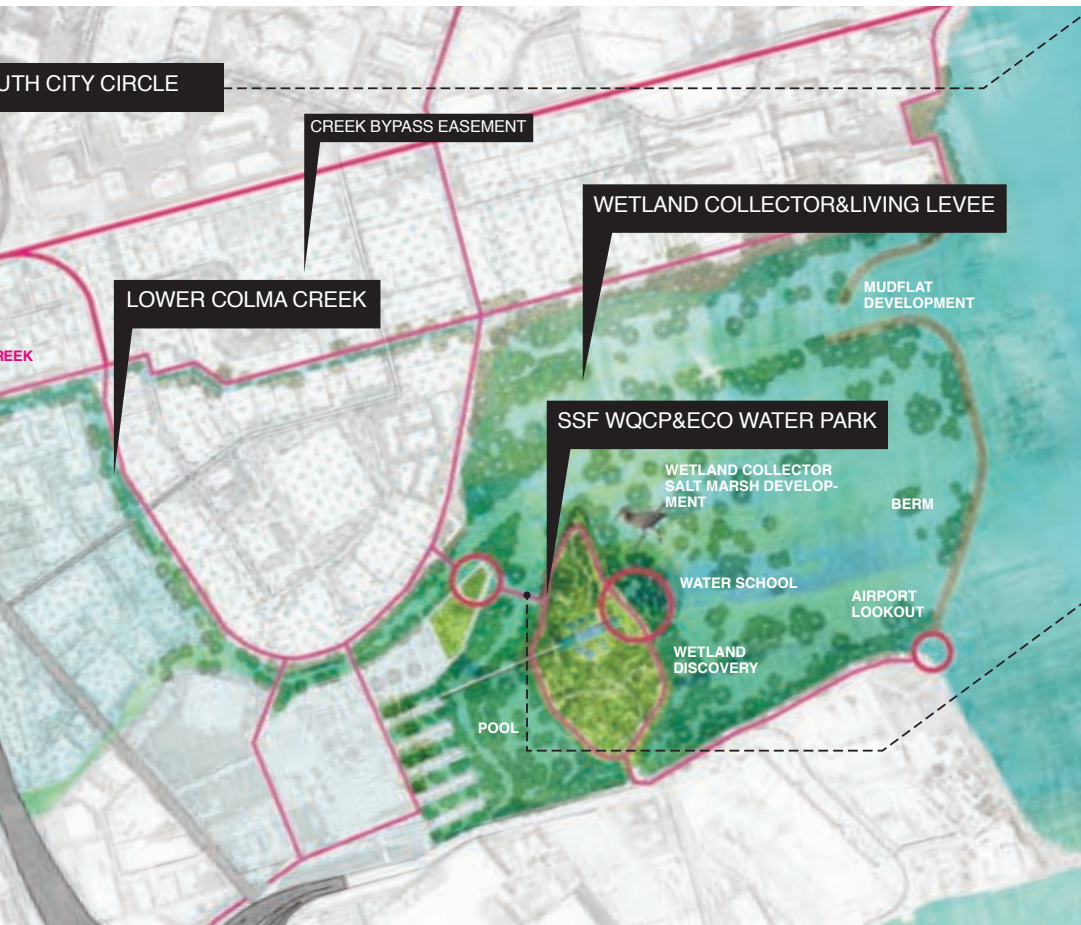 UTH CITY CIRCLE
CREEK BYPASS EASEMENT
WETLAND COLLECTOR&LIVING LEVEE
LOWER COLMA CREEK
MUDFLAT
DEVELOPMENT
REEK
SSF WQCP&ECO WATER PARK
WETLAND COLLECTOR
SALT MARSH DEVELOP-
MENT
BERM
WATER SCHOOL
AIRPORT
LOOKOUT
WETLAND
DISCOVERY
POOL